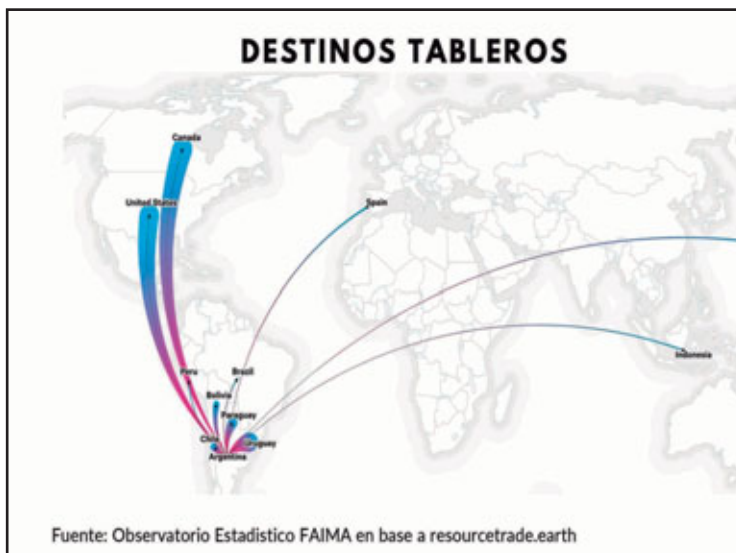 DESTINOS TABLEROS
Canada
United States
Spain
Indonesia
Peru
Brazil
Bolivia
Paraguay
Chile
Uruguay
Argentina
Fuente: Observatorio Estadistico FAIMA en base a resourcetrade.earth